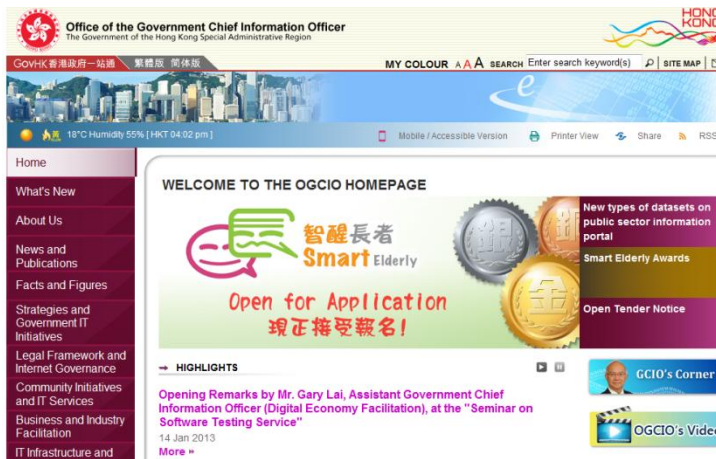 Office of the Government Chief Information Officer
The Government of the Hong Kong Special Administrative Region
HONG
KONG
GovHK 香港政府一站通
繁體版 简体版
MY COLOUR A A A SEARCH Enter search keyword(s) SITE MAP
e
黃 18°C Humidity 55% [ HKT 04:02 pm ]
Mobile / Accessible Version Printer View Share RSS
Home
What's New
About Us
News and
Publications
Facts and Figures
Strategies and
Government IT
Initiatives
Legal Framework and
Internet Governance
Community Initiatives
and IT Services
Business and Industry
Facilitation
IT Infrastructure and
WELCOME TO THE OGCIO HOMEPAGE
智醒長者
Smart Elderly
Open for Application
現正接受報名!
銀
銅
金
New types of datasets on
public sector information
portal
Smart Elderly Awards
Open Tender Notice
HIGHLIGHTS
Opening Remarks by Mr. Gary Lai, Assistant Government Chief
Information Officer (Digital Economy Facilitation), at the "Seminar on
Software Testing Service"
14 Jan 2013
More »
GCIO's Corner
OGCIO's Video